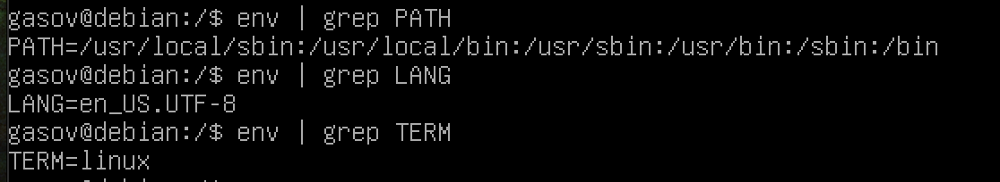 gasov@debian:/$ env | grep PATH
PATH=/usr/local/sbin:/usr/local/bin:/usr/sbin:/usr/bin:/sbin:/bin
gasov@debian:/$ env | grep LANG
LANG=en_US.UTF-8
gasov@debian:/$ env | grep TERM
TERM=linux